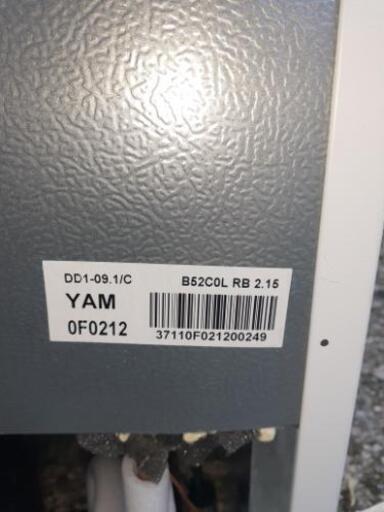 DD1-09.1/C B52C0L RB 2.15
YAM
0F0212
37110F021200249